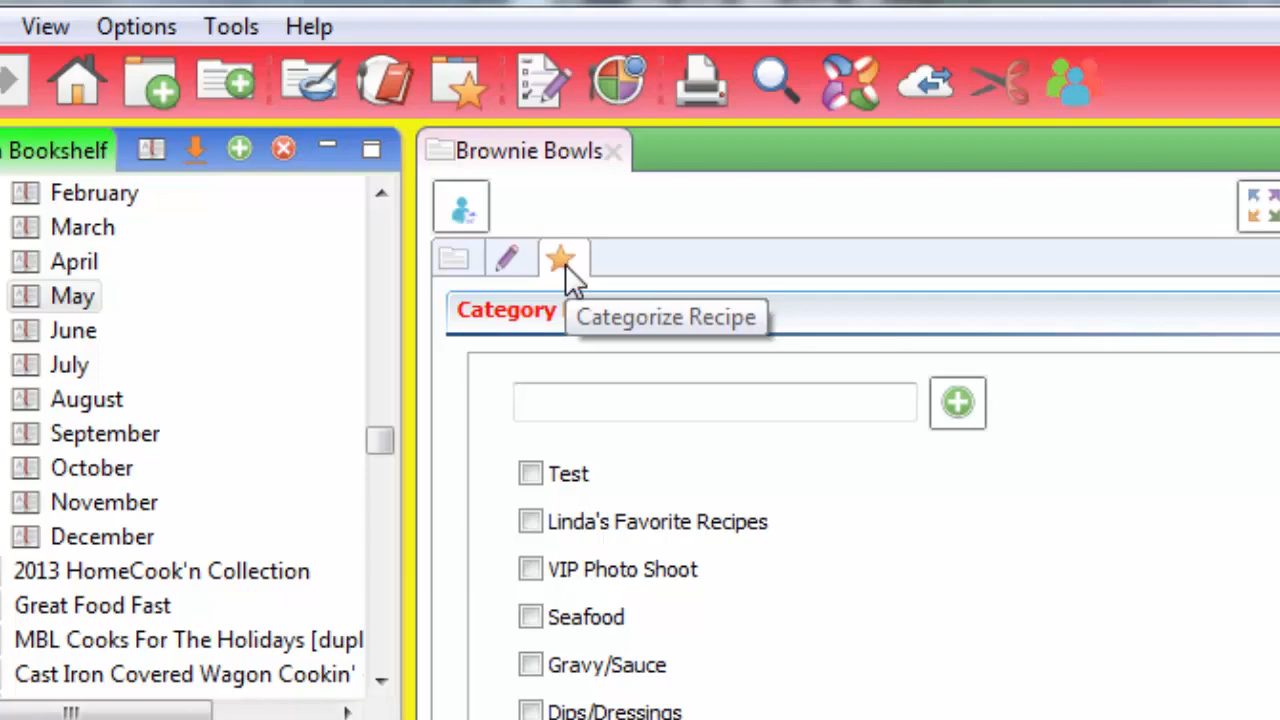 View Options Tools Help
Bookshelf
February
March
April
May
June
July
August
September
October
November
December
2013 HomeCook'n Collection
Great Food Fast
MBL Cooks For The Holidays [dupl
Cast Iron Covered Wagon Cookin'
Brownie Bowls
Category
Categorize Recipe
Test
Linda's Favorite Recipes
VIP Photo Shoot
Seafood
Gravy/Sauce
Dips/Dressings